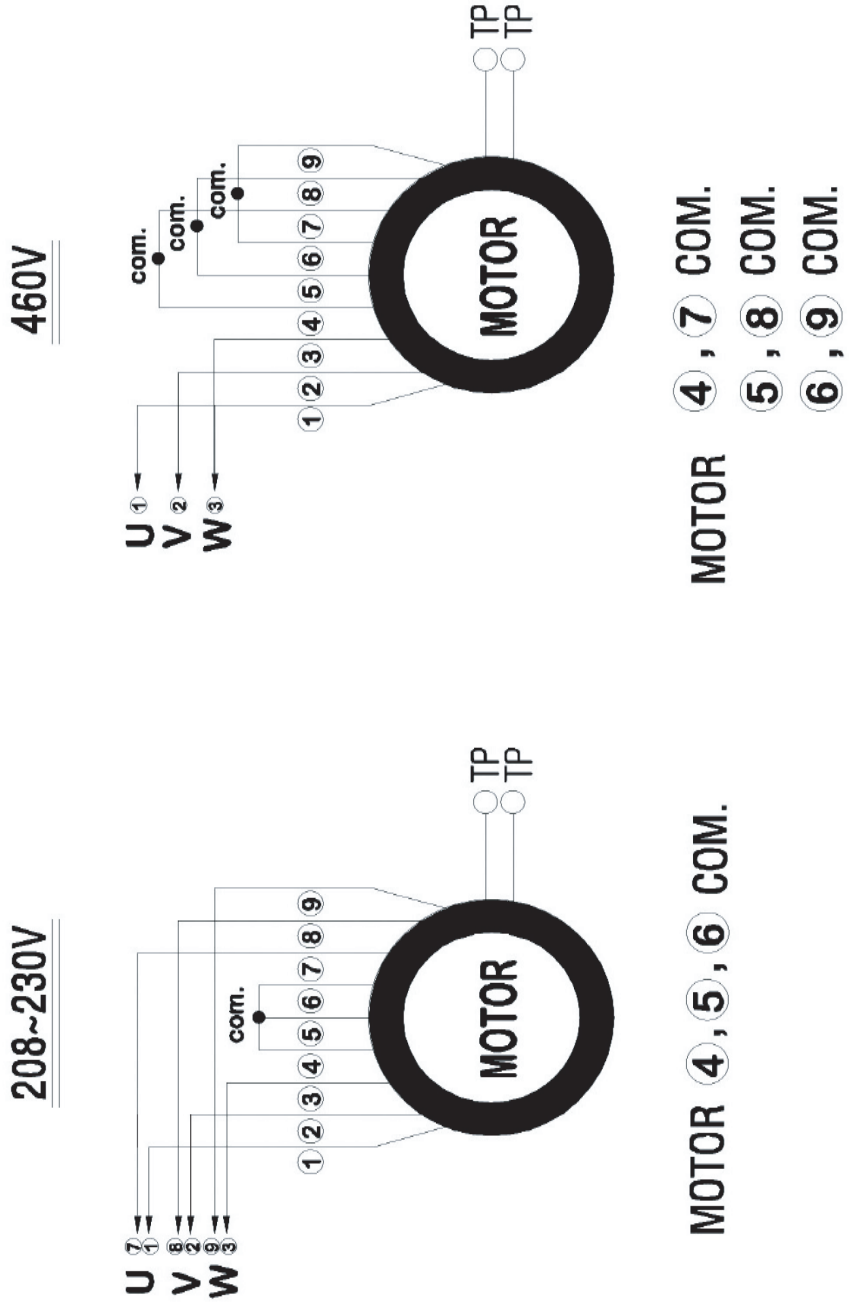 208~230V
U ⑦
①
V ⑧
②
W ⑨
③
com.
① ② ③ ④ ⑤ ⑥ ⑦ ⑧ ⑨
MOTOR
TP
TP
MOTOR ④ , ⑤ , ⑥ COM.
460V
U ①
V ②
W ③
com.
com.
com.
① ② ③ ④ ⑤ ⑥ ⑦ ⑧ ⑨
MOTOR
TP
TP
MOTOR ④ , ⑦ COM.
⑤ , ⑧ COM.
⑥ , ⑨ COM.